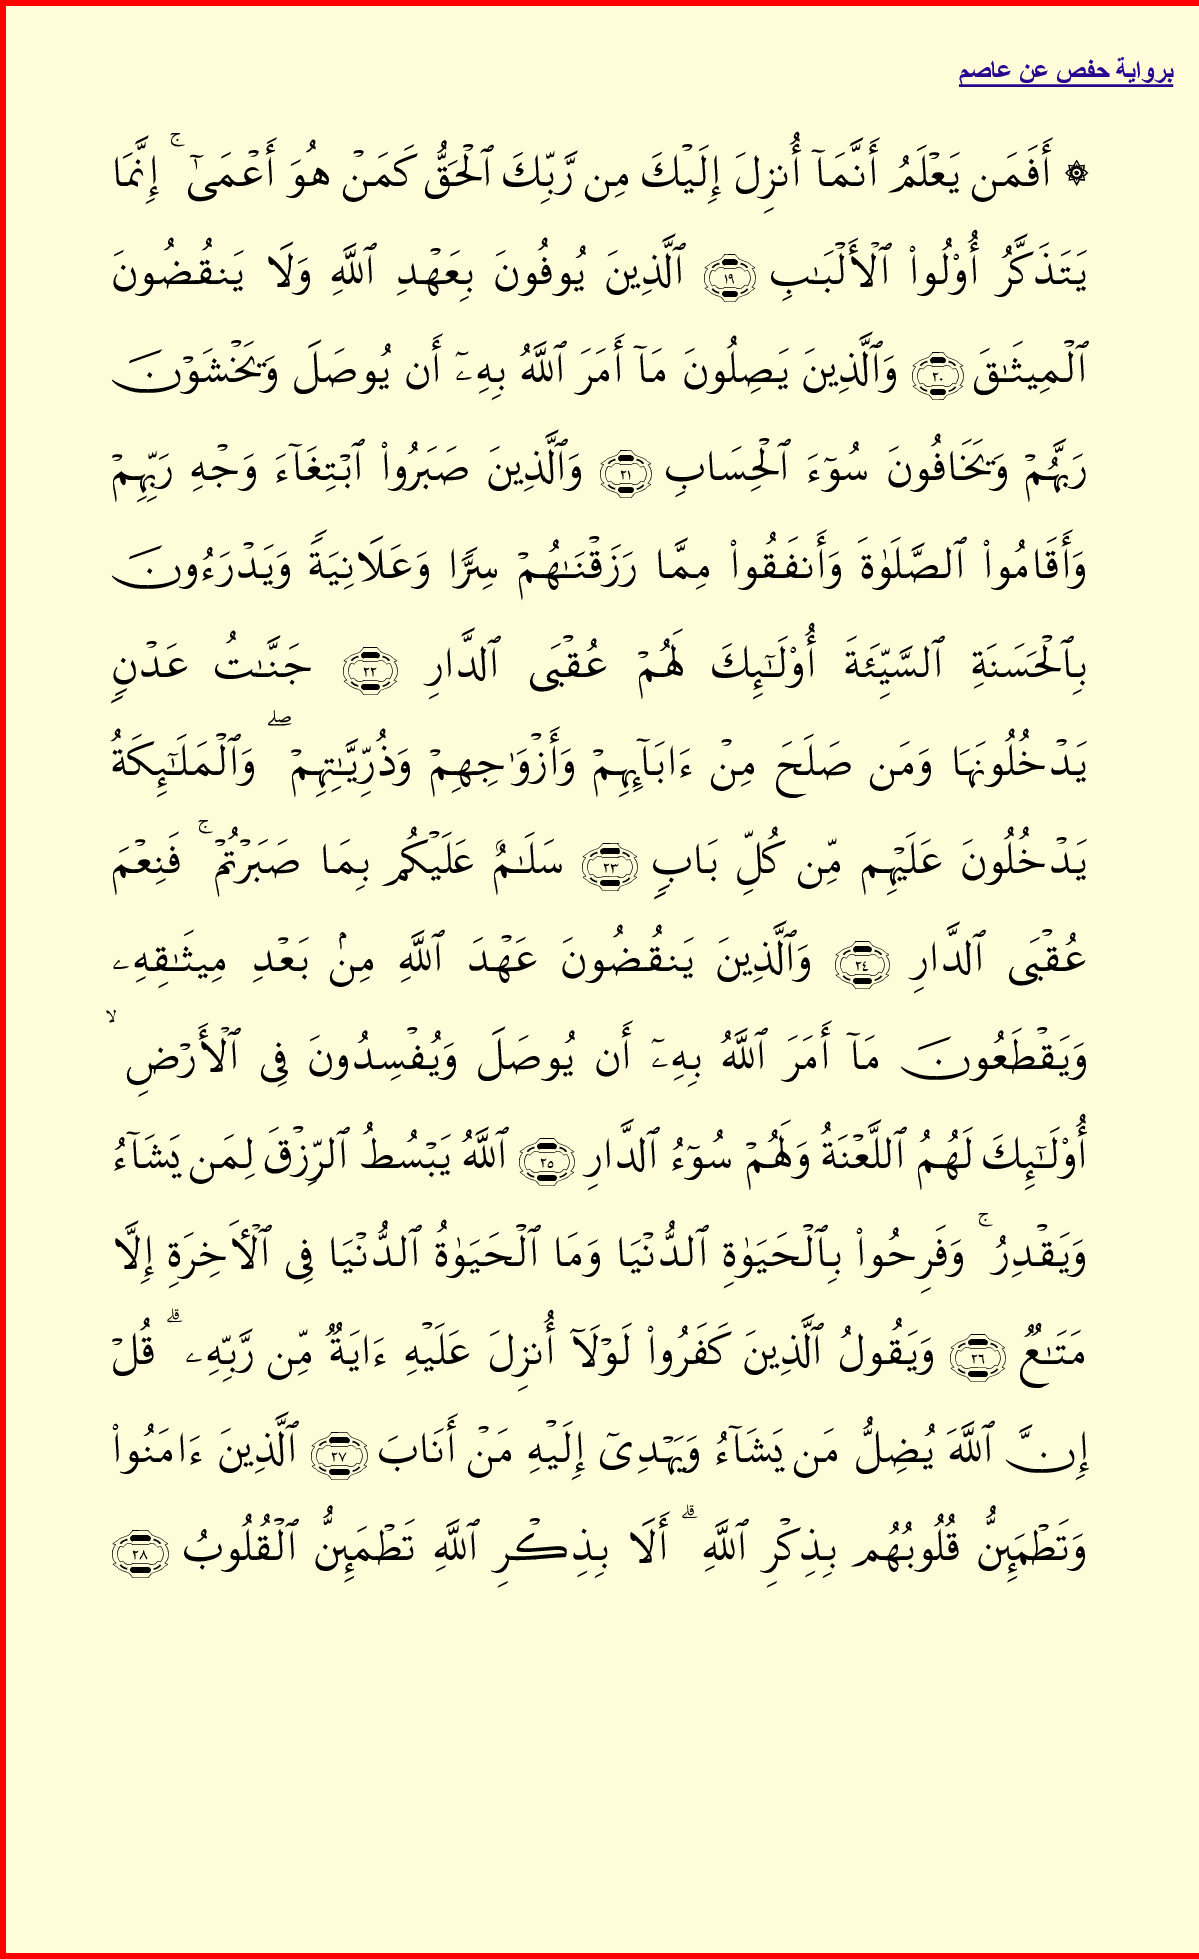 برواية حفص عن عاصم
۞ أَفَمَن يَعْلَمُ أَنَّمَآ أُنزِلَ إِلَيْكَ مِن رَّبِّكَ ٱلْحَقُّ كَمَنْ هُوَ أَعْمَىٰٓ ۚ إِنَّمَا
يَتَذَكَّرُ أُو۟لُوا۟ ٱلْأَلْبَـٰبِ ١٩ ٱلَّذِينَ يُوفُونَ بِعَهْدِ ٱللَّهِ وَلَا يَنقُضُونَ
ٱلْمِيثَـٰقَ ٢٠ وَٱلَّذِينَ يَصِلُونَ مَآ أَمَرَ ٱللَّهُ بِهِۦٓ أَن يُوصَلَ وَيَخْشَوْنَ
رَبَّهُمْ وَيَخَافُونَ سُوٓءَ ٱلْحِسَابِ ٢١ وَٱلَّذِينَ صَبَرُوا۟ ٱبْتِغَآءَ وَجْهِ رَبِّهِمْ
وَأَقَامُوا۟ ٱلصَّلَوٰةَ وَأَنفَقُوا۟ مِمَّا رَزَقْنَـٰهُمْ سِرًّا وَعَلَانِيَةً وَيَدْرَءُونَ
بِٱلْحَسَنَةِ ٱلسَّيِّئَةَ أُو۟لَـٰٓئِكَ لَهُمْ عُقْبَى ٱلدَّارِ ٢٢ جَنَّـٰتُ عَدْنٍ
يَدْخُلُونَهَا وَمَن صَلَحَ مِنْ ءَابَآئِهِمْ وَأَزْوَٰجِهِمْ وَذُرِّيَّـٰتِهِمْ ۖ وَٱلْمَلَـٰٓئِكَةُ
يَدْخُلُونَ عَلَيْهِم مِّن كُلِّ بَابٍ ٢٣ سَلَـٰمٌ عَلَيْكُم بِمَا صَبَرْتُمْ ۚ فَنِعْمَ
عُقْبَى ٱلدَّارِ ٢٤ وَٱلَّذِينَ يَنقُضُونَ عَهْدَ ٱللَّهِ مِنۢ بَعْدِ مِيثَـٰقِهِۦ
وَيَقْطَعُونَ مَآ أَمَرَ ٱللَّهُ بِهِۦٓ أَن يُوصَلَ وَيُفْسِدُونَ فِى ٱلْأَرْضِ ۙ
أُو۟لَـٰٓئِكَ لَهُمُ ٱللَّعْنَةُ وَلَهُمْ سُوٓءُ ٱلدَّارِ ٢٥ ٱللَّهُ يَبْسُطُ ٱلرِّزْقَ لِمَن يَشَآءُ
وَيَقْدِرُ ۚ وَفَرِحُوا۟ بِٱلْحَيَوٰةِ ٱلدُّنْيَا وَمَا ٱلْحَيَوٰةُ ٱلدُّنْيَا فِى ٱلْـَٔاخِرَةِ إِلَّا
مَتَـٰعٌ ٢٦ وَيَقُولُ ٱلَّذِينَ كَفَرُوا۟ لَوْلَآ أُنزِلَ عَلَيْهِ ءَايَةٌ مِّن رَّبِّهِۦ ۗ قُلْ
إِنَّ ٱللَّهَ يُضِلُّ مَن يَشَآءُ وَيَهْدِىٓ إِلَيْهِ مَنْ أَنَابَ ٢٧ ٱلَّذِينَ ءَامَنُوا۟
وَتَطْمَئِنُّ قُلُوبُهُم بِذِكْرِ ٱللَّهِ ۗ أَلَا بِذِكْرِ ٱللَّهِ تَطْمَئِنُّ ٱلْقُلُوبُ ٢٨